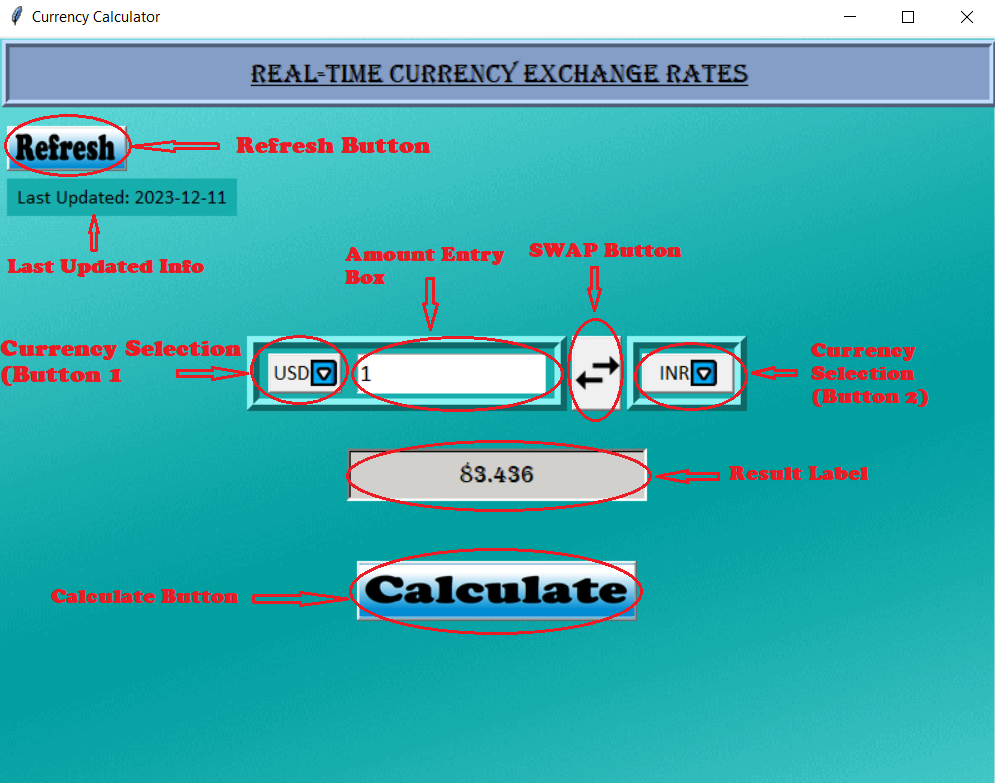 Currency Calculator
REAL-TIME CURRENCY EXCHANGE RATES
Refresh
Refresh Button
Last Updated: 2023-12-11
Last Updated Info
Amount Entry
Box
SWAP Button
Currency Selection
(Button 1
USD
1
INR
Currency
Selection
(Button 2)
83.436
Result Label
Calculate Button
Calculate